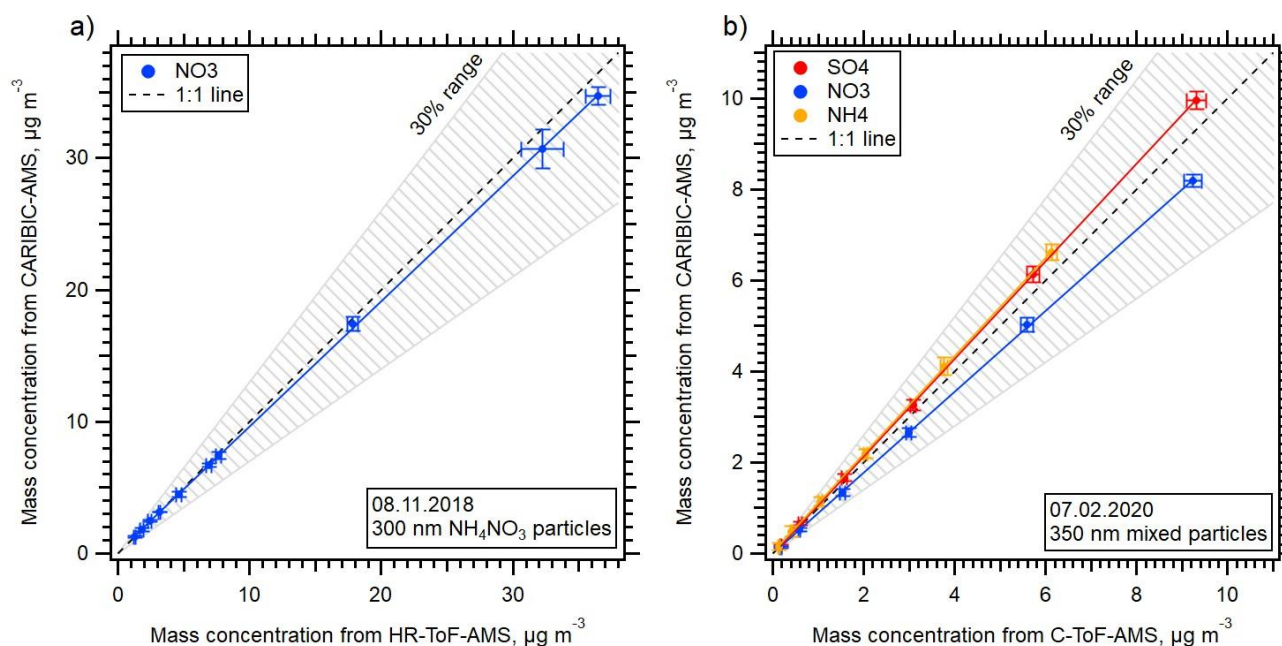 a)
NO3
1:1 line
30% range
08.11.2018
300 nm NH₄NO₃ particles
30
20
10
0
0
10
20
30
Mass concentration from CARIBIC-AMS, µg m⁻³
Mass concentration from HR-ToF-AMS, µg m⁻³
b)
SO4
NO3
NH4
1:1 line
30% range
07.02.2020
350 nm mixed particles
10
8
6
4
2
0
0
2
4
6
8
10
Mass concentration from CARIBIC-AMS, µg m⁻³
Mass concentration from C-ToF-AMS, µg m⁻³